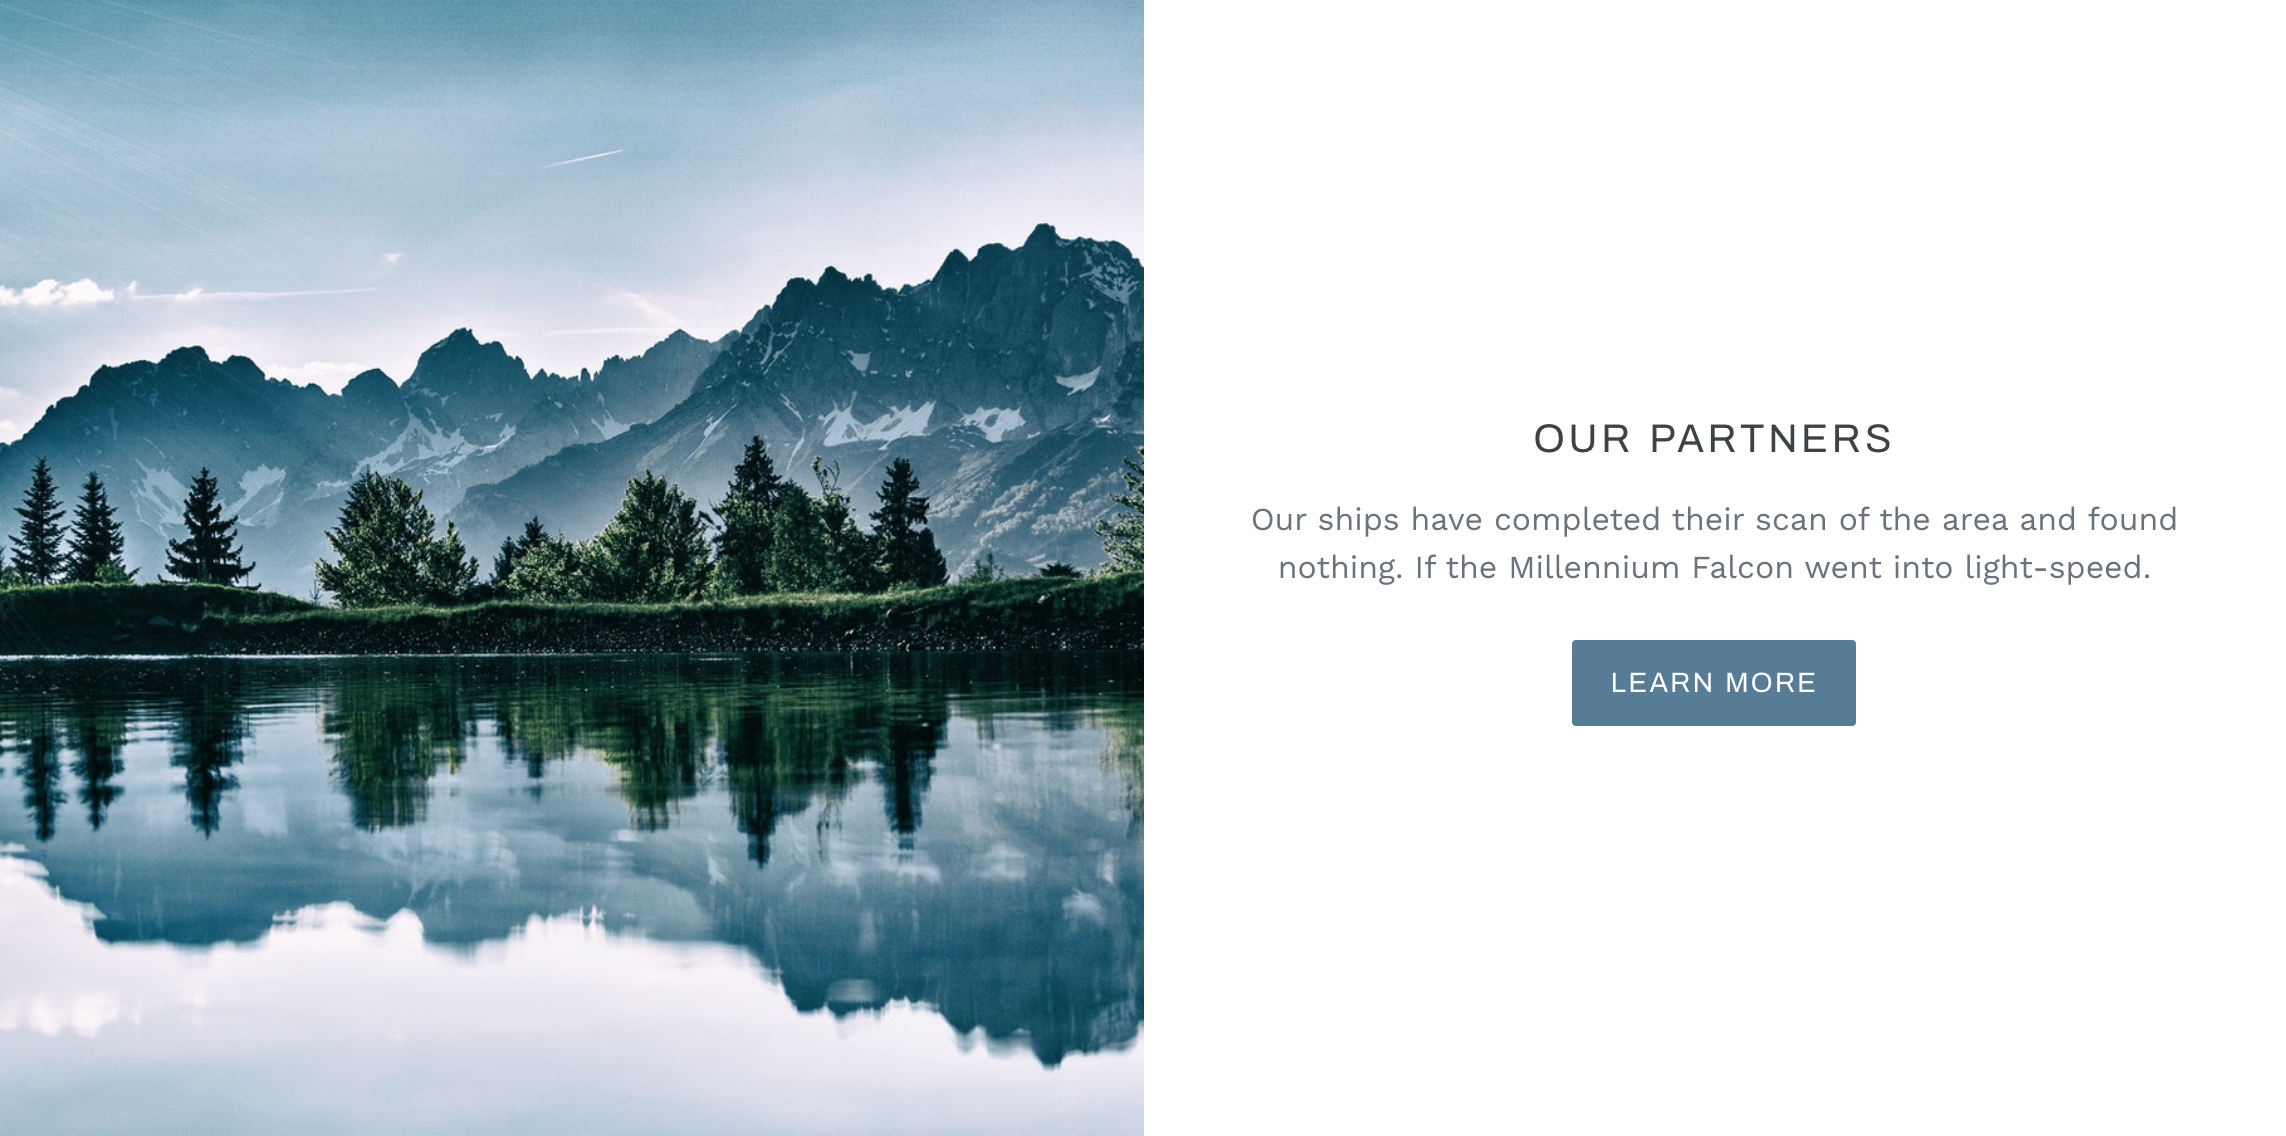 OUR PARTNERS
Our ships have completed their scan of the area and found
nothing. If the Millennium Falcon went into light-speed.
LEARN MORE